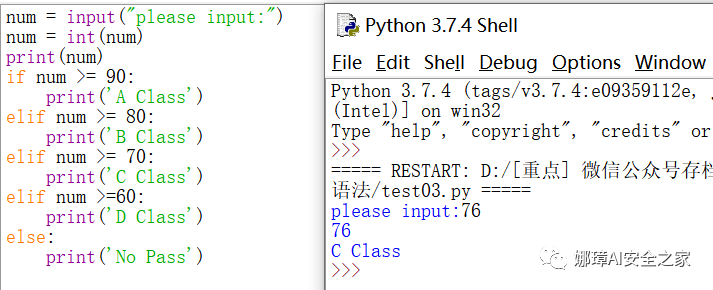 num = input("please input:")
num = int(num)
print(num)
if num >= 90:
    print('A Class')
elif num >= 80:
    print('B Class')
elif num >= 70:
    print('C Class')
elif num >=60:
    print('D Class')
else:
    print('No Pass')
Python 3.7.4 Shell
File Edit Shell Debug Options Window
Python 3.7.4 (tags/v3.7.4:e09359112e,
(Intel)] on win32
Type "help", "copyright", "credits" or
>>>
===== RESTART: D:/[重点] 微信公众号存档
语法/test03.py =====
please input:76
76
C Class
>>>
娜璋AI安全之家